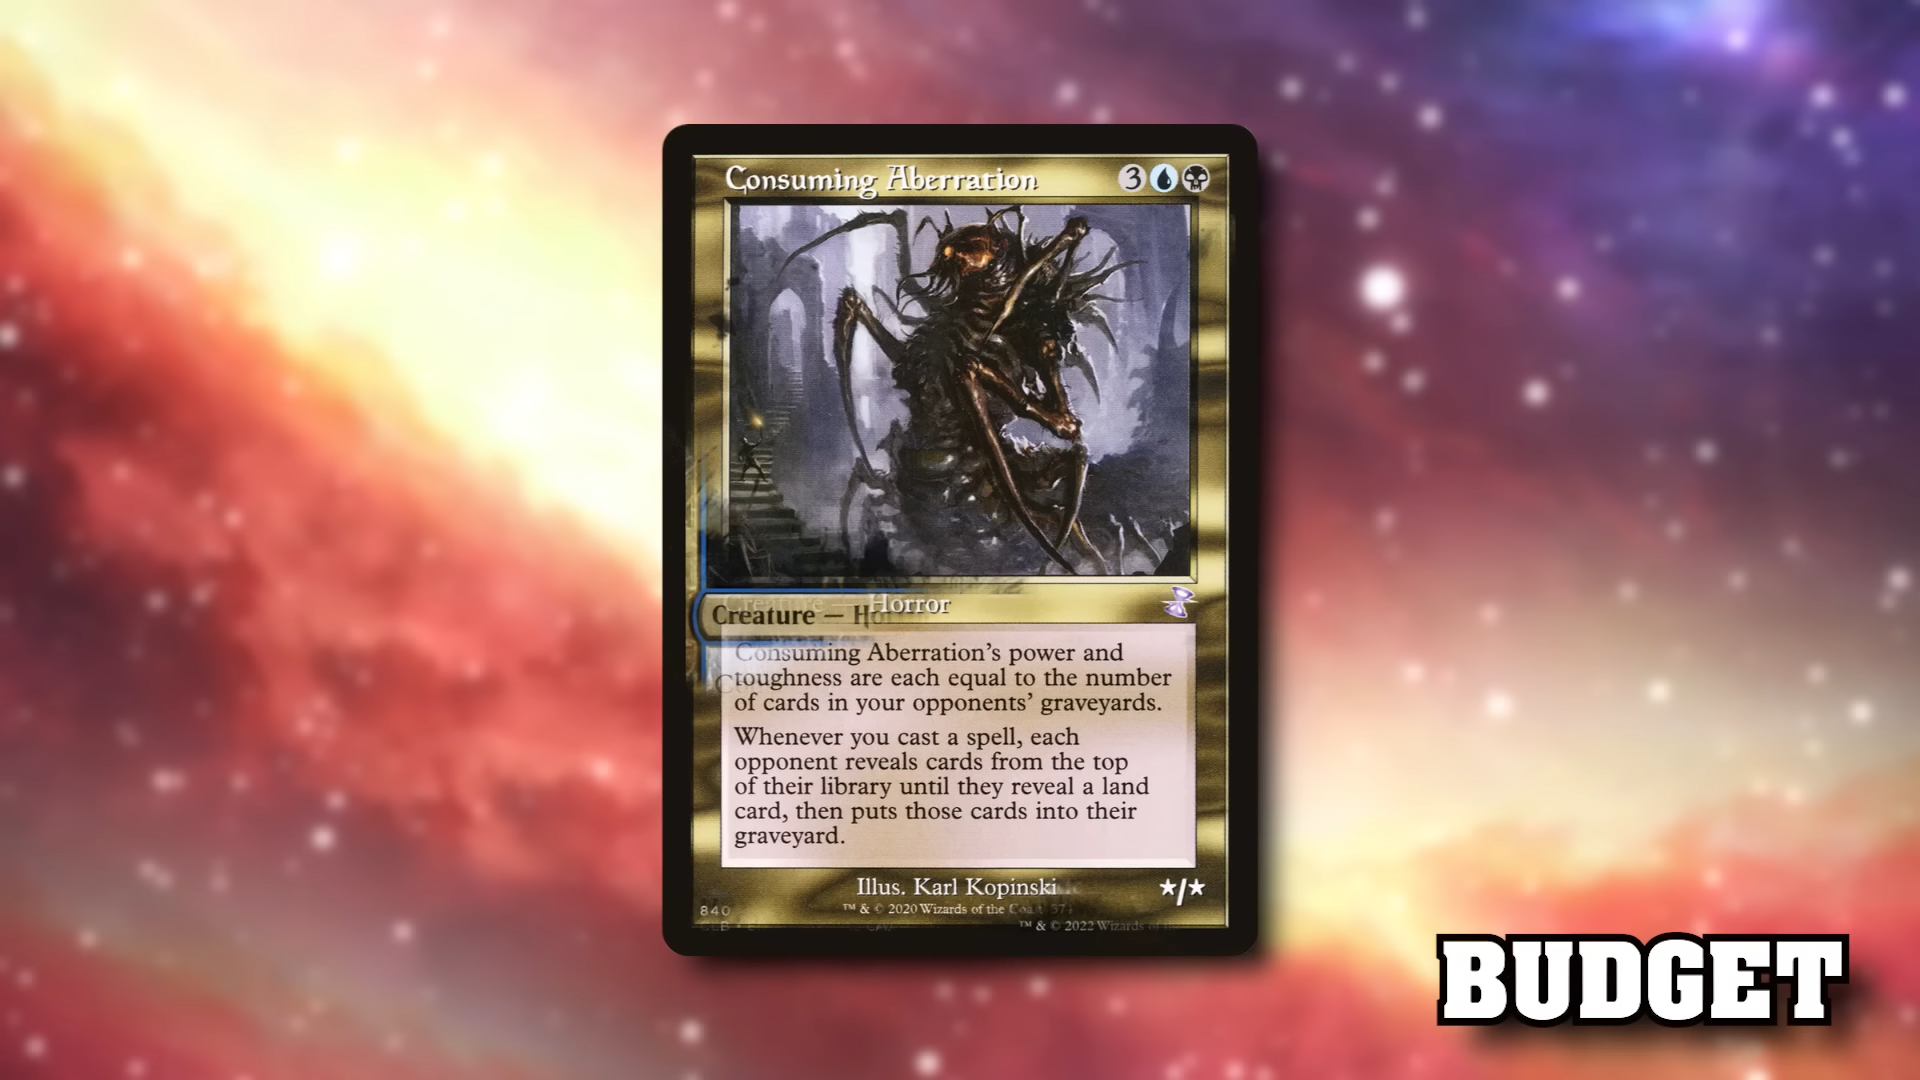 Consuming Aberration 3
Creature — Horror
Creature — Ho
Consuming Aberration's power and
toughness are each equal to the number
of cards in your opponents' graveyards.
Whenever you cast a spell, each
opponent reveals cards from the top
of their library until they reveal a land
card, then puts those cards into their
graveyard.
Illus. Karl Kopinski
★/★
840
™ & © 2020 Wizards of the Coast
™ & © 2022 Wizards of
BUDGET